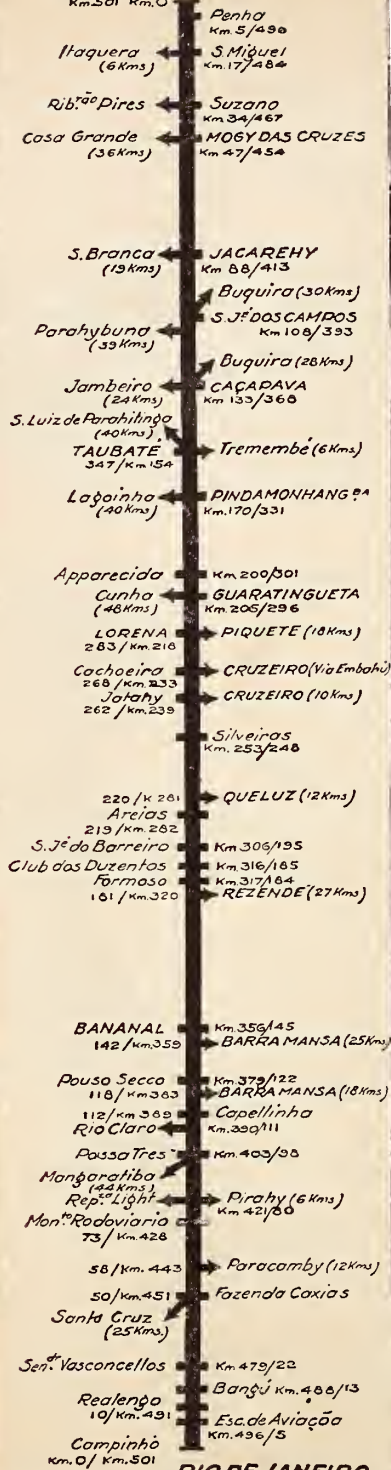 Km.501 Km.0
Penha
Km.5/496
Itaquera
(6Kms)
S.Miguel
Km.17/484
Rib.rão Pires
Suzano
Km 34/467
Casa Grande
(36Kms)
MOGY DAS CRUZES
Km 47/454
S.Branca
(19Kms)
JACAREHY
Km 88/413
Buquira (30Kms)
S.Jé DOS CAMPOS
Km 108/393
Parahybuna
(39Kms)
Buquira (28Kms)
Jambeiro
(24Kms)
CAÇAPAVA
Km 133/368
S.Luiz de Parahitinga
(40Kms)
TAUBATÉ
347/Km 154
Tremembé (6Kms)
Lagoinha
(40Kms)
PINDAMONHANG.BA
Km.170/331
Apparecida
Km 200/301
Cunha
(48Kms)
GUARATINGUETA
Km.205/296
LORENA
283/Km.218
PIQUETE (18Kms)
Cachoeira
268/Km.233
CRUZEIRO (Via Embahú)
Jatahy
262/Km.239
CRUZEIRO (10Kms)
Silveiras
Km.253/248
220/K 281
QUELUZ (12Kms)
Areias
219/Km.282
S.Jé do Barreiro
Km 306/195
Club dos Duzentos
Km.316/185
Formoso
Km.317/184
181/Km.320
REZENDE (27Kms)
BANANAL
Km.356/145
142/Km.359
BARRA MANSA (25Kms)
Pouso Secco
Km.379/122
118/Km383
BARRA MANSA (18Kms)
112/Km 389
Capellinha
Rio Claro
Km.390/111
Passa Tres
Km.403/98
Mangaratiba
(44Kms)
Rep.za Light
Pirahy (6Kms)
Km 421/80
Mon.to Rodoviario
73/Km.428
58/Km.443
Paracamby (12Kms)
50/Km.451
Fazenda Caxias
Santa Cruz
(25Kms.)
Sen.dr Vasconcellos
Km.479/22
Bangú Km.488/13
Realengo
10/Km.491
Esc.de Aviação
Km.496/5
Campinho
Km.0/Km.501
RIO DE JANEIRO